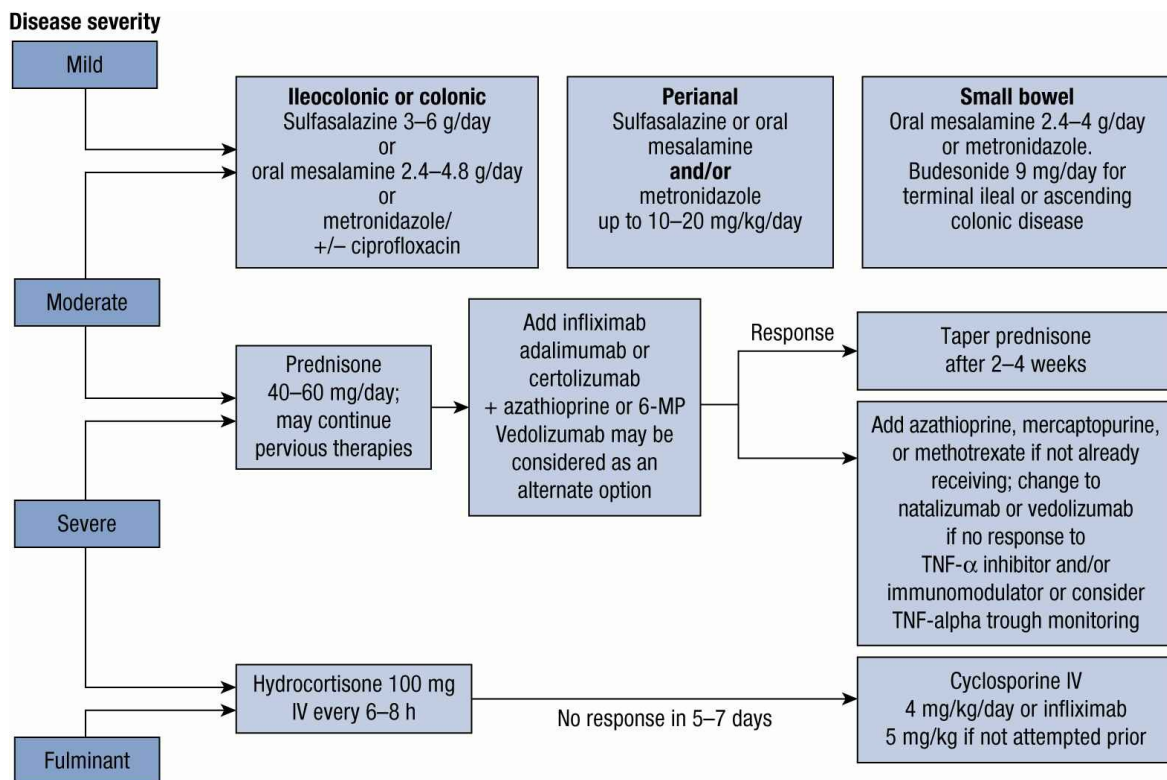 Disease severity
Mild
Ileocolonic or colonic
Sulfasalazine 3–6 g/day
or
oral mesalamine 2.4–4.8 g/day
or
metronidazole/
+/– ciprofloxacin
Perianal
Sulfasalazine or oral
mesalamine
and/or
metronidazole
up to 10–20 mg/kg/day
Small bowel
Oral mesalamine 2.4–4 g/day
or metronidazole.
Budesonide 9 mg/day for
terminal ileal or ascending
colonic disease
Moderate
Prednisone
40–60 mg/day;
may continue
pervious therapies
Add infliximab
adalimumab or
certolizumab
+ azathioprine or 6-MP
Vedolizumab may be
considered as an
alternate option
Response
Taper prednisone
after 2–4 weeks
Add azathioprine, mercaptopurine,
or methotrexate if not already
receiving; change to
natalizumab or vedolizumab
if no response to
TNF-α inhibitor and/or
immunomodulator or consider
TNF-alpha trough monitoring
Severe
Hydrocortisone 100 mg
IV every 6–8 h
No response in 5–7 days
Cyclosporine IV
4 mg/kg/day or infliximab
5 mg/kg if not attempted prior
Fulminant